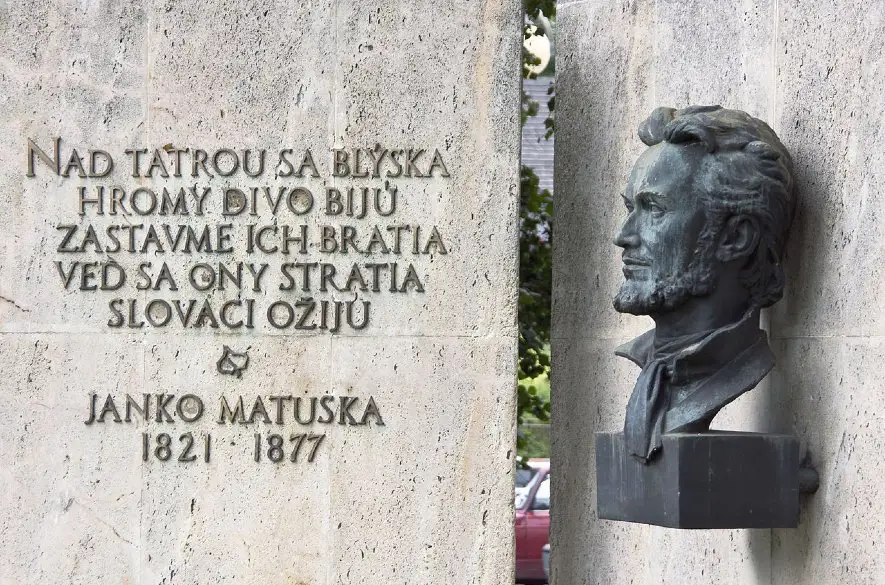 NAD TATROU SA BLÝSKA
HROMY DIVO BIJÚ
ZASTAVME ICH BRATIA
VEĎ SA ONY STRATIA
SLOVÁCI OŽIJÚ
JANKO MATUSKA
1821 1877